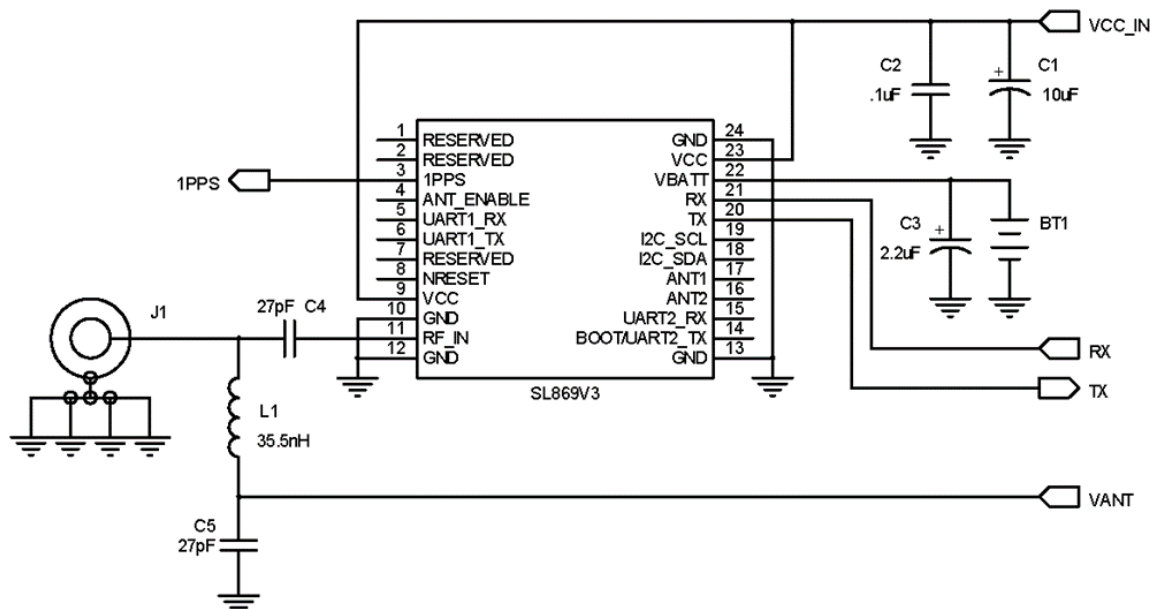 VCC_IN
C2
.1uF
+
C1
10uF
1 RESERVED
2 RESERVED
3 1PPS
4 ANT_ENABLE
5 UART1_RX
6 UART1_TX
7 RESERVED
8 NRESET
9 VCC
10 GND
11 RF_IN
12 GND
GND 24
VCC 23
VBATT 22
RX 21
TX 20
I2C_SCL 19
I2C_SDA 18
ANT1 17
ANT2 16
UART2_RX 15
BOOT/UART2_TX 14
GND 13
SL869V3
1PPS
C3
+
2.2uF
BT1
J1
27pF C4
RX
TX
L1
35.5nH
VANT
C5
27pF